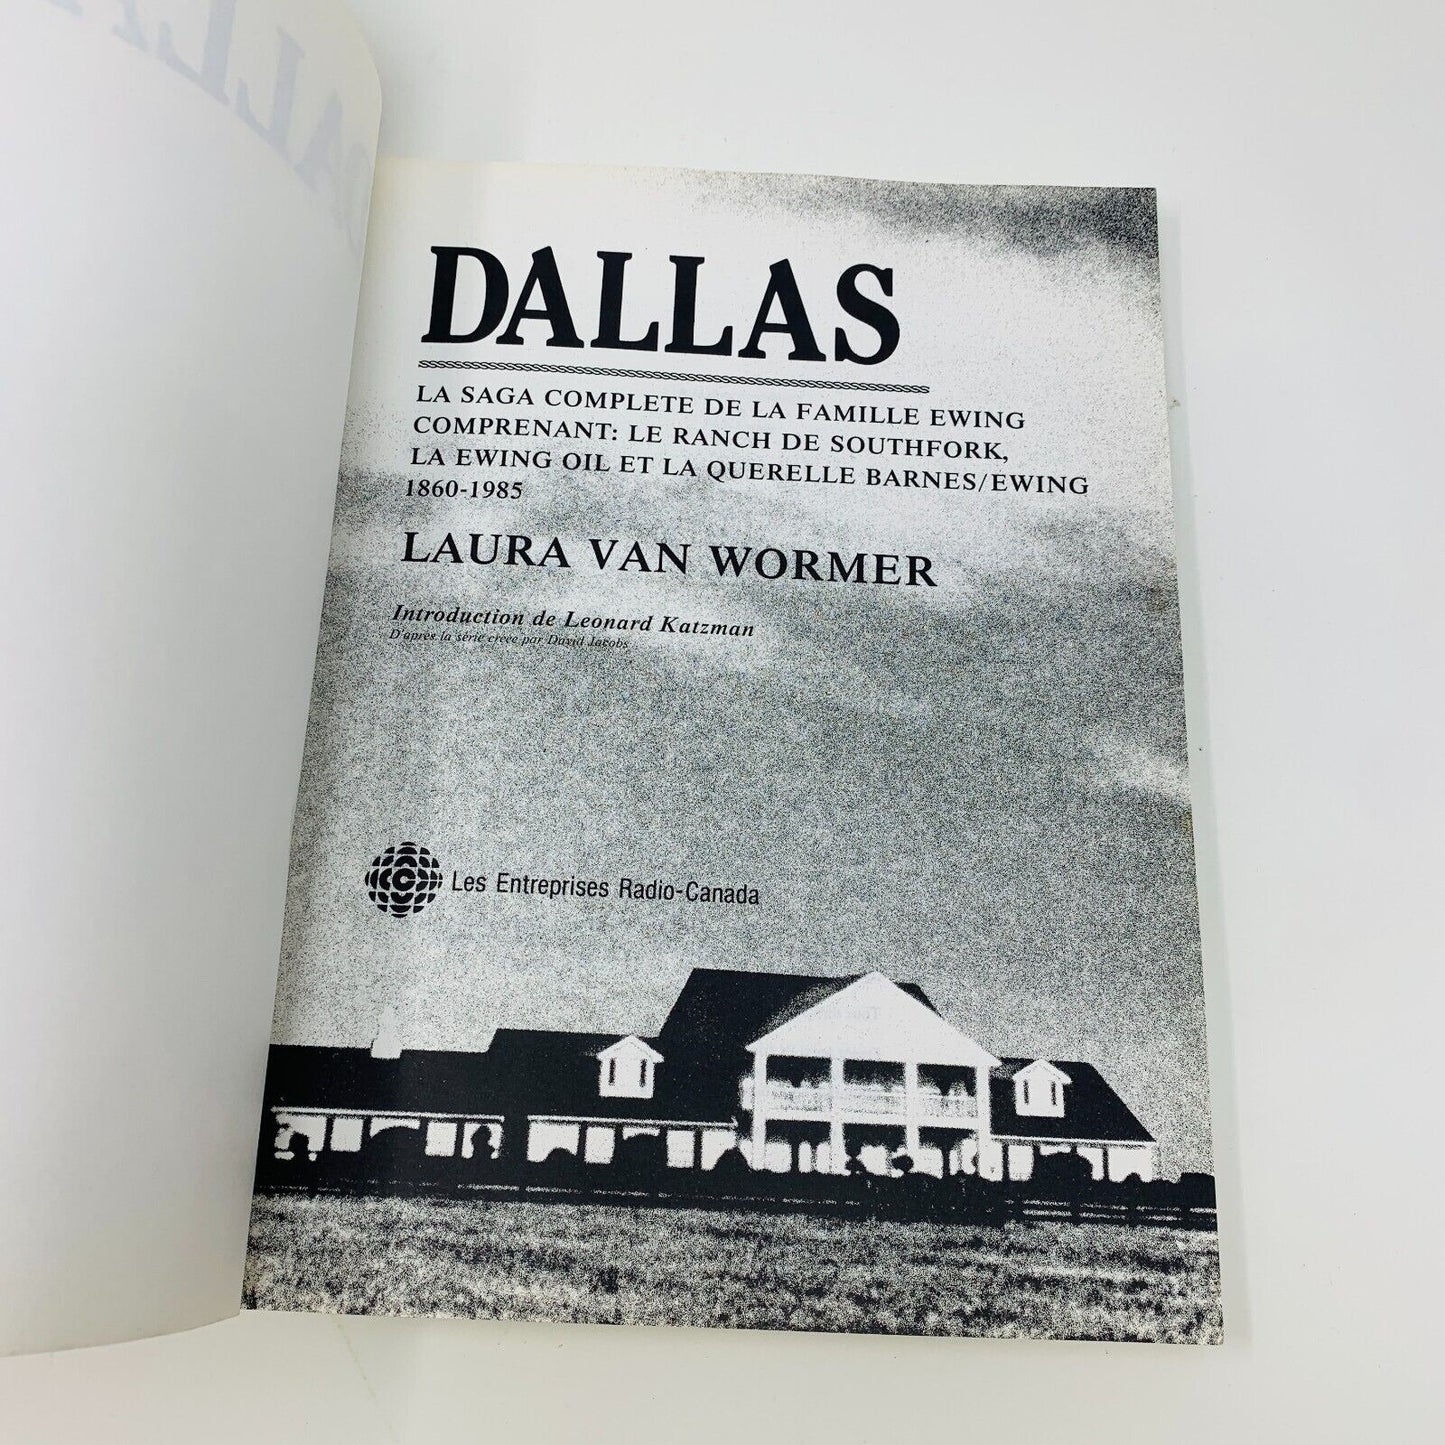 DALLAS
LA SAGA COMPLETE DE LA FAMILLE EWING
COMPRENANT: LE RANCH DE SOUTHFORK,
LA EWING OIL ET LA QUERELLE BARNES/EWING
1860-1985
LAURA VAN WORMER
Introduction de Leonard Katzman
D'après la série créée par David Jacobs
Les Entreprises Radio-Canada